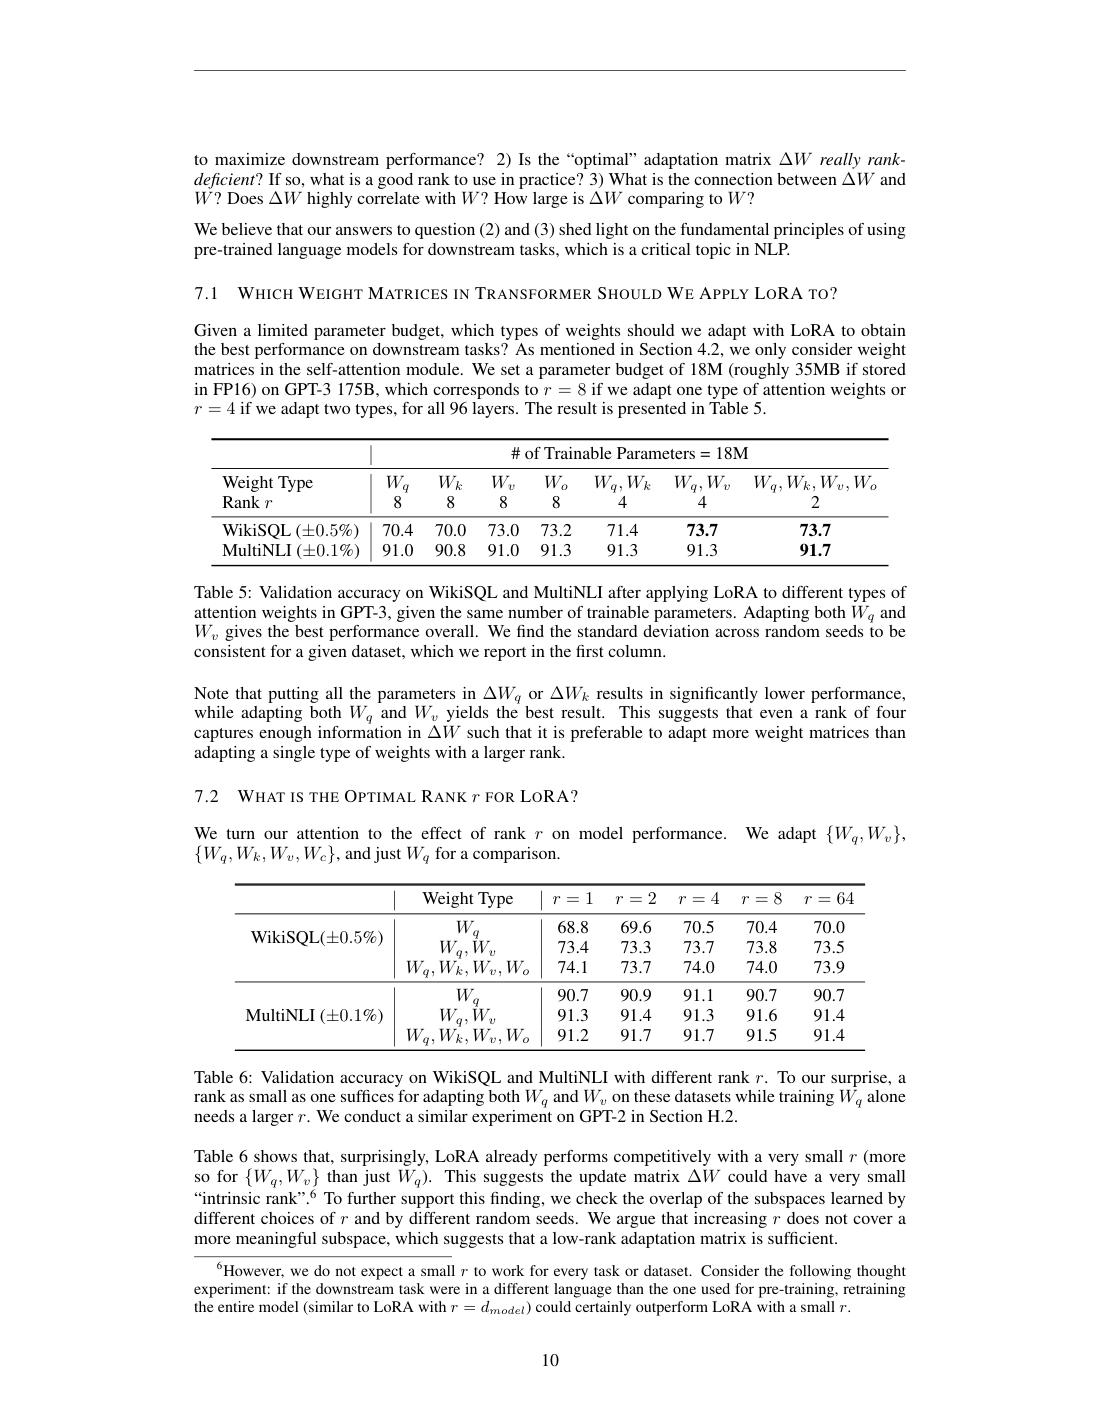 to maximize downstream performance? 2) Is the “optimal” adaptation matrix ΔW really rank-
deficient? If so, what is a good rank to use in practice? 3) What is the connection between ΔW and
W? Does ΔW highly correlate with W? How large is ΔW comparing to W?
We believe that our answers to question (2) and (3) shed light on the fundamental principles of using
pre-trained language models for downstream tasks, which is a critical topic in NLP.
7.1 WHICH WEIGHT MATRICES IN TRANSFORMER SHOULD WE APPLY LORA TO?
Given a limited parameter budget, which types of weights should we adapt with LoRA to obtain
the best performance on downstream tasks? As mentioned in Section 4.2, we only consider weight
matrices in the self-attention module. We set a parameter budget of 18M (roughly 35MB if stored
in FP16) on GPT-3 175B, which corresponds to r = 8 if we adapt one type of attention weights or
r = 4 if we adapt two types, for all 96 layers. The result is presented in Table 5.
# of Trainable Parameters = 18M
Weight Type W_q W_k W_v W_o W_q, W_k W_q, W_v W_q, W_k, W_v, W_o
Rank r 8 8 8 8 4 4 2
WikiSQL (±0.5%) 70.4 70.0 73.0 73.2 71.4 73.7 73.7
MultiNLI (±0.1%) 91.0 90.8 91.0 91.3 91.3 91.3 91.7
Table 5: Validation accuracy on WikiSQL and MultiNLI after applying LoRA to different types of
attention weights in GPT-3, given the same number of trainable parameters. Adapting both W_q and
W_v gives the best performance overall. We find the standard deviation across random seeds to be
consistent for a given dataset, which we report in the first column.
Note that putting all the parameters in ΔW_q or ΔW_k results in significantly lower performance,
while adapting both W_q and W_v yields the best result. This suggests that even a rank of four
captures enough information in ΔW such that it is preferable to adapt more weight matrices than
adapting a single type of weights with a larger rank.
7.2 WHAT IS THE OPTIMAL RANK r FOR LORA?
We turn our attention to the effect of rank r on model performance. We adapt {W_q, W_v},
{W_q, W_k, W_v, W_c}, and just W_q for a comparison.
Weight Type r = 1 r = 2 r = 4 r = 8 r = 64
WikiSQL(±0.5%) W_q 68.8 69.6 70.5 70.4 70.0
W_q, W_v 73.4 73.3 73.7 73.8 73.5
W_q, W_k, W_v, W_o 74.1 73.7 74.0 74.0 73.9
W_q 90.7 90.9 91.1 90.7 90.7
MultiNLI (±0.1%) W_q, W_v 91.3 91.4 91.3 91.6 91.4
W_q, W_k, W_v, W_o 91.2 91.7 91.7 91.5 91.4
Table 6: Validation accuracy on WikiSQL and MultiNLI with different rank r. To our surprise, a
rank as small as one suffices for adapting both W_q and W_v on these datasets while training W_q alone
needs a larger r. We conduct a similar experiment on GPT-2 in Section H.2.
Table 6 shows that, surprisingly, LoRA already performs competitively with a very small r (more
so for {W_q, W_v} than just W_q). This suggests the update matrix ΔW could have a very small
“intrinsic rank”.⁶ To further support this finding, we check the overlap of the subspaces learned by
different choices of r and by different random seeds. We argue that increasing r does not cover a
more meaningful subspace, which suggests that a low-rank adaptation matrix is sufficient.
⁶However, we do not expect a small r to work for every task or dataset. Consider the following thought
experiment: if the downstream task were in a different language than the one used for pre-training, retraining
the entire model (similar to LoRA with r = d_model) could certainly outperform LoRA with a small r.
10